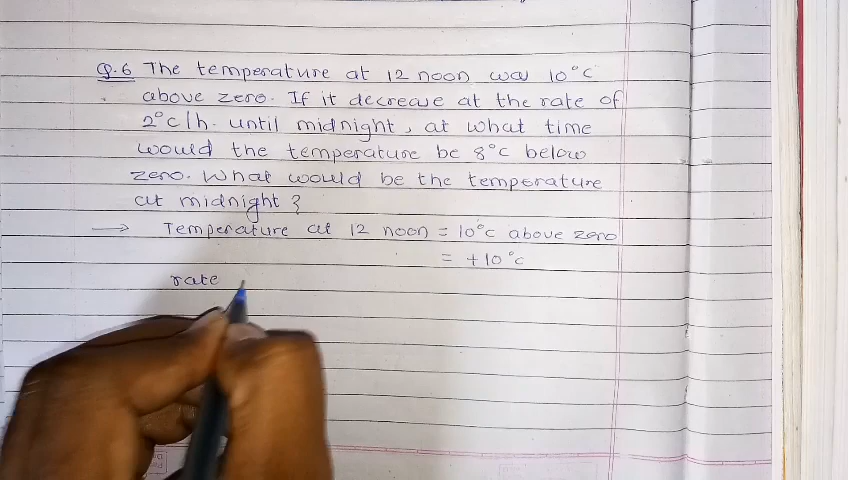 Q.6 The temperature at 12 noon was 10°C
above zero. If it decrease at the rate of
2°C/h. until midnight, at what time
would the temperature be 8°C below
zero. What would be the temperature
at midnight?
→ Temperature at 12 noon = 10°C above zero
= +10°C
rate